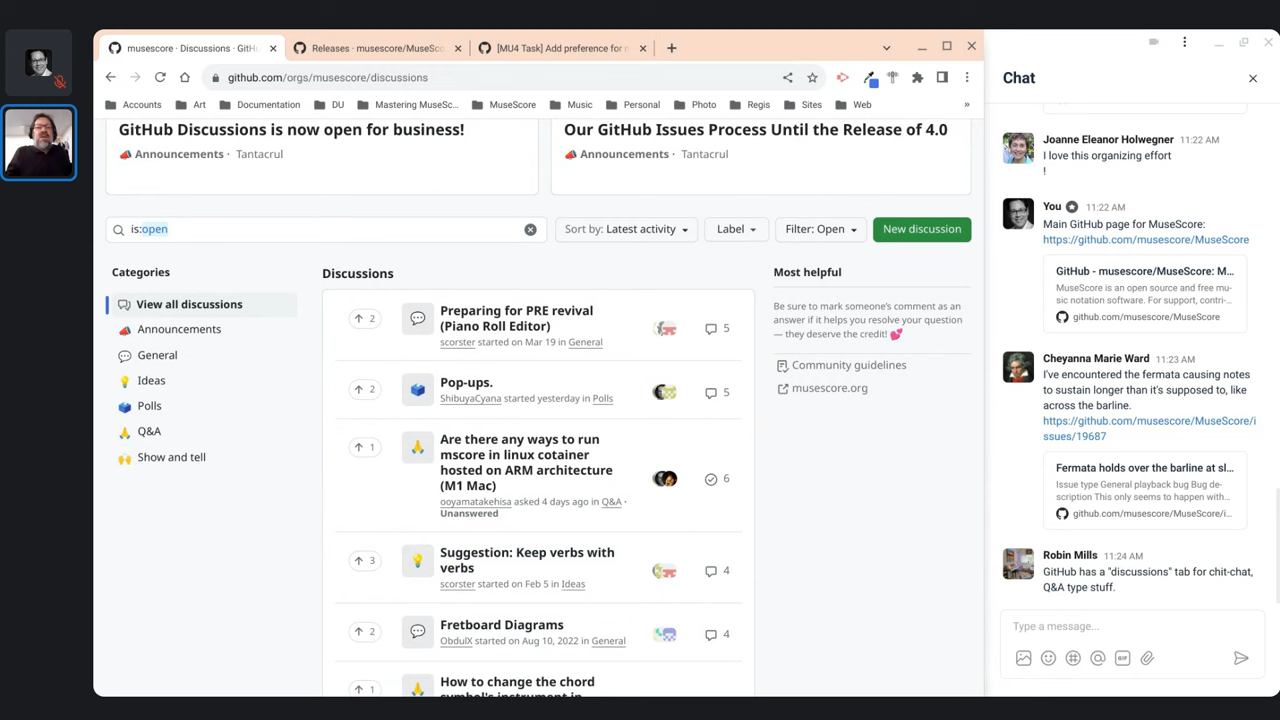 musescore · Discussions · GitHu
Releases · musescore/MuseSco
[MU4 Task] Add preference for n
github.com/orgs/musescore/discussions
Accounts
Art
Documentation
DU
Mastering MuseSc...
MuseScore
Music
Personal
Photo
Regis
Sites
Web
»
GitHub Discussions is now open for business!
Announcements · Tantacrul
Our GitHub Issues Process Until the Release of 4.0
Announcements · Tantacrul
is:open
Sort by: Latest activity
Label
Filter: Open
New discussion
Categories
View all discussions
Announcements
General
Ideas
Polls
Q&A
Show and tell
Discussions
2
Preparing for PRE revival
(Piano Roll Editor)
scorster started on Mar 19 in General
5
2
Pop-ups.
ShibuyaCyana started yesterday in Polls
5
1
Are there any ways to run
mscore in linux cotainer
hosted on ARM architecture
(M1 Mac)
ooyamatakehisa asked 4 days ago in Q&A ·
Unanswered
6
3
Suggestion: Keep verbs with
verbs
scorster started on Feb 5 in Ideas
4
2
Fretboard Diagrams
ObdulX started on Aug 10, 2022 in General
4
1
How to change the chord
symbol's instrument in
Most helpful
Be sure to mark someone's comment as an
answer if it helps you resolve your question
— they deserve the credit! 💕
Community guidelines
musescore.org
Chat
Joanne Eleanor Holwegner 11:22 AM
I love this organizing effort
!
You 11:22 AM
Main GitHub page for MuseScore:
https://github.com/musescore/MuseScore
GitHub - musescore/MuseScore: M...
MuseScore is an open source and free mu-
sic notation software. For support, contri-
github.com/musescore/MuseScore
Cheyanna Marie Ward 11:23 AM
I've encountered the fermata causing notes
to sustain longer than it's supposed to, like
across the barline.
https://github.com/musescore/MuseScore/i
ssues/19687
Fermata holds over the barline at sl...
Issue type General playback bug Bug de-
scription This only seems to happen with...
github.com/musescore/MuseScore/i...
Robin Mills 11:24 AM
GitHub has a "discussions" tab for chit-chat,
Q&A type stuff.
Type a message...
GIF